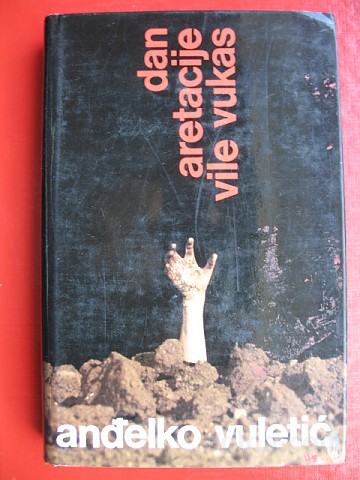 dan
aretacije
vile vukas
anđelko vuletić